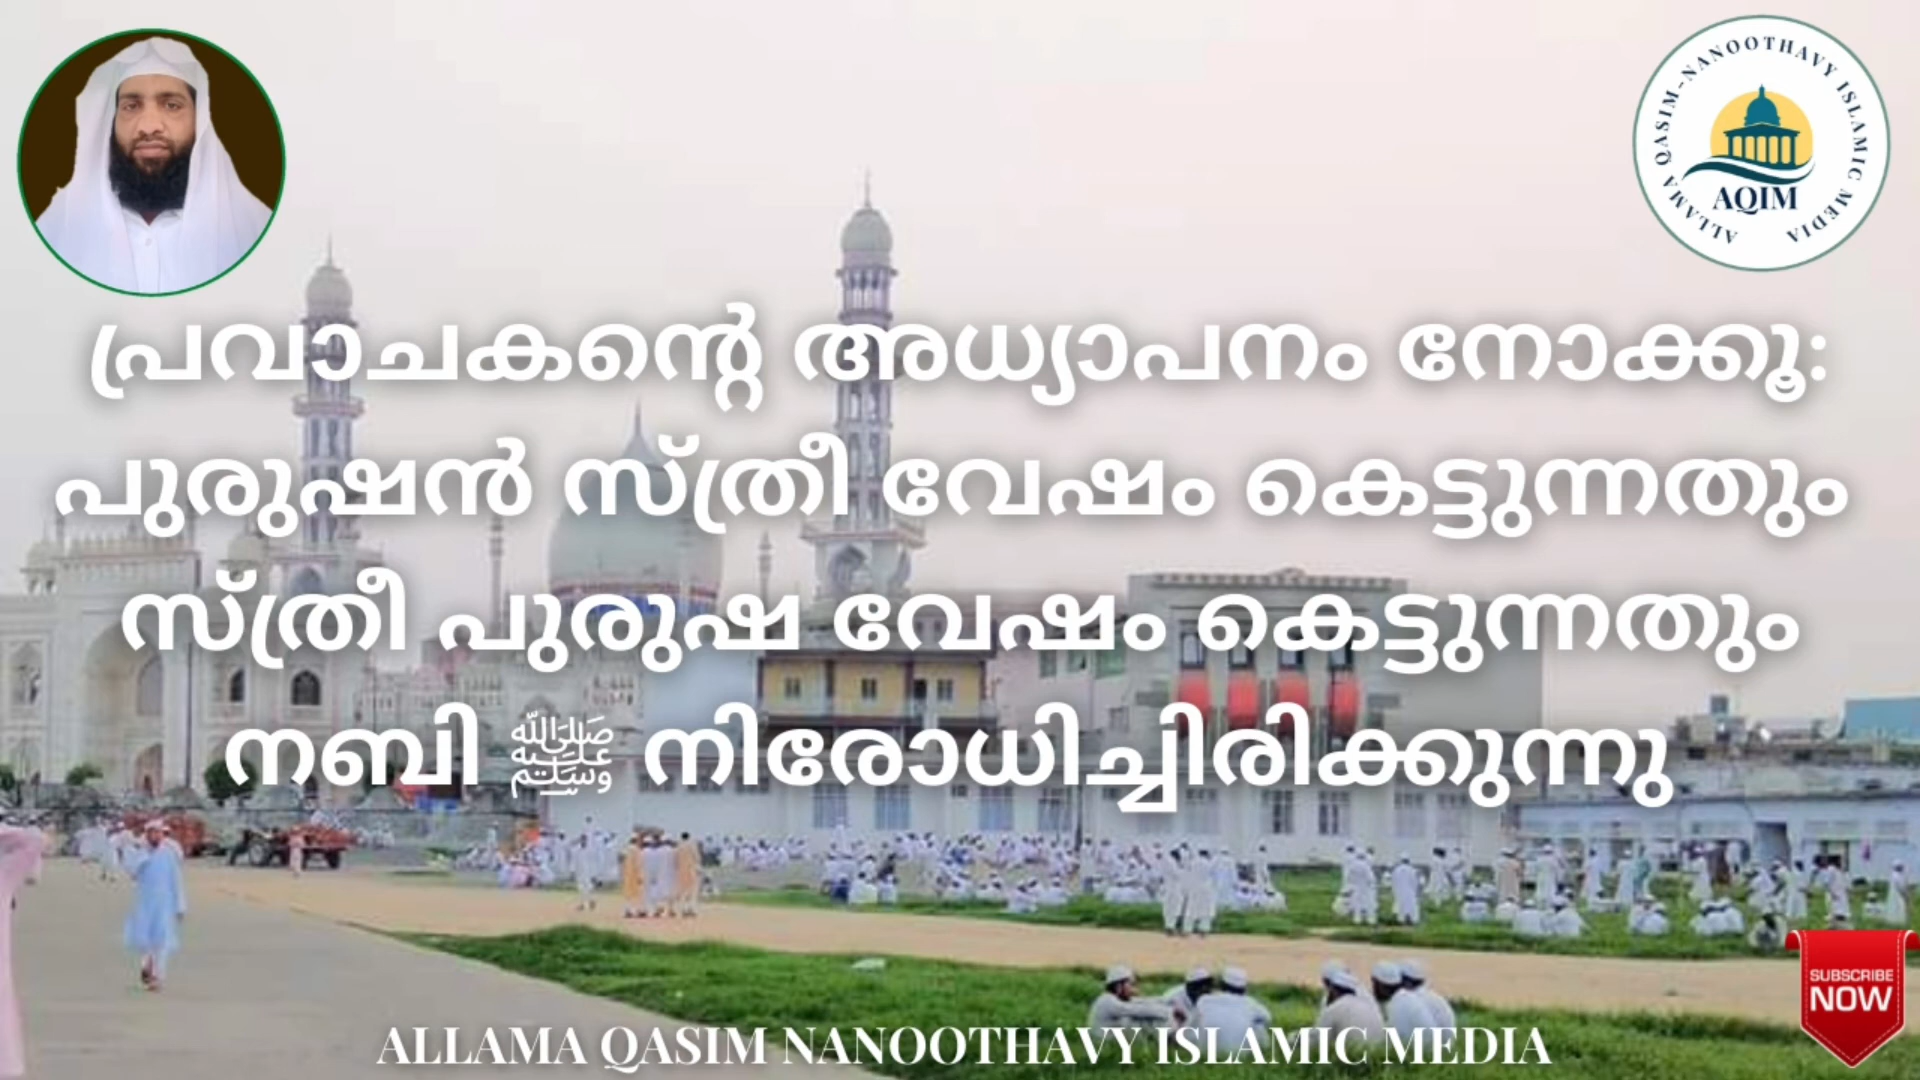 ALLAMA QASIM-NANOOTHAVY ISLAMIC MEDIA
AQIM
പ്രവാചകന്റെ അധ്യാപനം നോക്കൂ:
പുരുഷൻ സ്ത്രീ വേഷം കെട്ടുന്നതും
സ്ത്രീ പുരുഷ വേഷം കെട്ടുന്നതും
നബി ﷺ നിരോധിച്ചിരിക്കുന്നു
SUBSCRIBE
NOW
ALLAMA QASIM NANOOTHAVY ISLAMIC MEDIA